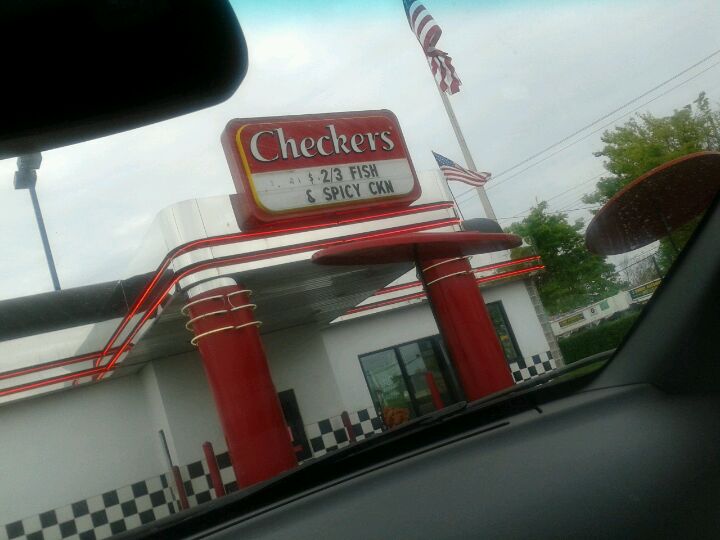 Checkers
$ 2/3 FISH
& SPICY CKN